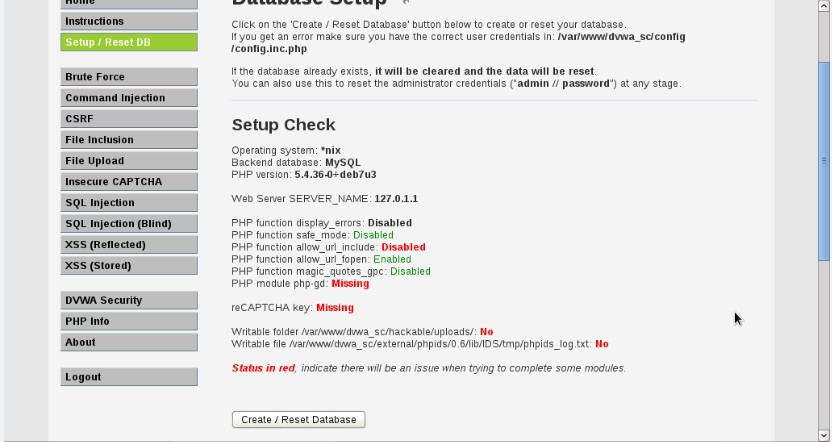 Home
Instructions
Setup / Reset DB
Brute Force
Command Injection
CSRF
File Inclusion
File Upload
Insecure CAPTCHA
SQL Injection
SQL Injection (Blind)
XSS (Reflected)
XSS (Stored)
DVWA Security
PHP Info
About
Logout
Database Setup
Click on the 'Create / Reset Database' button below to create or reset your database.
If you get an error make sure you have the correct user credentials in: /var/www/dvwa_sc/config
/config.inc.php
If the database already exists, it will be cleared and the data will be reset.
You can also use this to reset the administrator credentials ("admin // password") at any stage.
Setup Check
Operating system: *nix
Backend database: MySQL
PHP version: 5.4.36-0+deb7u3
Web Server SERVER_NAME: 127.0.1.1
PHP function display_errors: Disabled
PHP function safe_mode: Disabled
PHP function allow_url_include: Disabled
PHP function allow_url_fopen: Enabled
PHP function magic_quotes_gpc: Disabled
PHP module php-gd: Missing
reCAPTCHA key: Missing
Writable folder /var/www/dvwa_sc/hackable/uploads/: No
Writable file /var/www/dvwa_sc/external/phpids/0.6/lib/IDS/tmp/phpids_log.txt: No
Status in red, indicate there will be an issue when trying to complete some modules.
Create / Reset Database